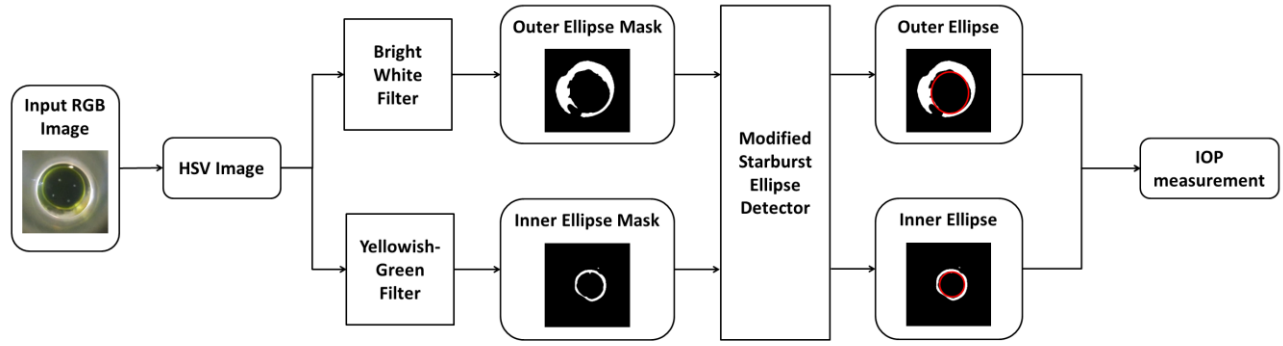 Input RGB
Image
HSV Image
Bright
White
Filter
Yellowish-
Green
Filter
Outer Ellipse Mask
Inner Ellipse Mask
Modified
Starburst
Ellipse
Detector
Outer Ellipse
Inner Ellipse
IOP
measurement